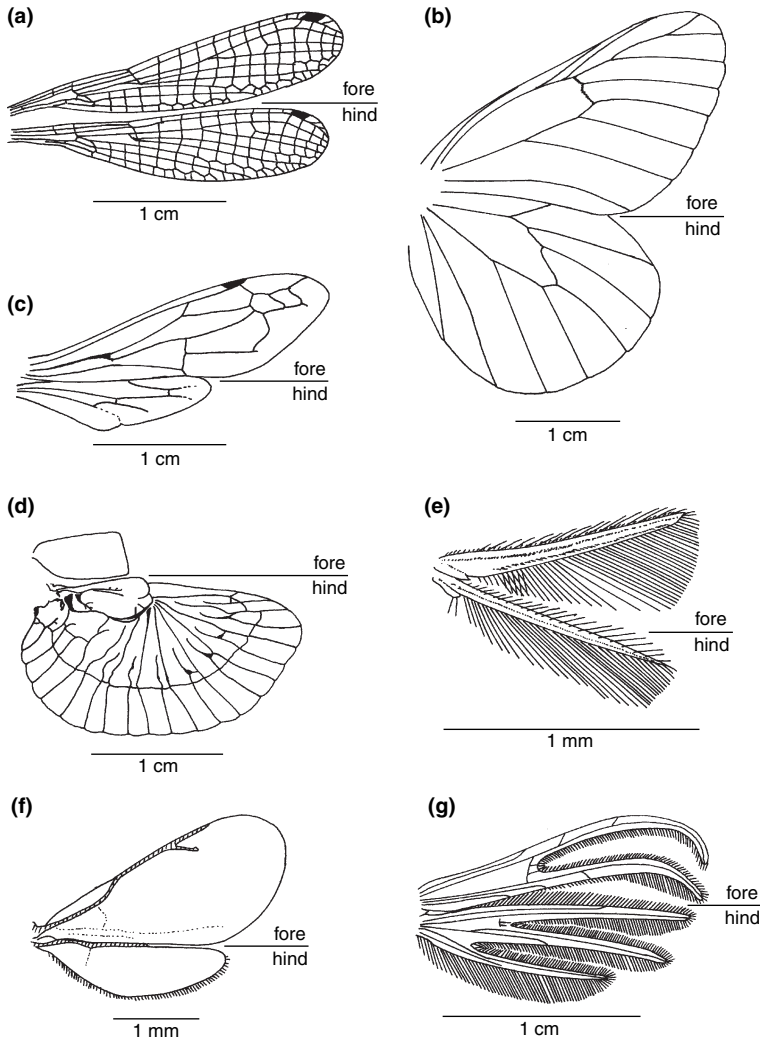 (a)
fore
hind
1 cm
(b)
fore
hind
1 cm
(c)
fore
hind
1 cm
(d)
fore
hind
1 cm
(e)
fore
hind
1 mm
(f)
fore
hind
1 mm
(g)
fore
hind
1 cm